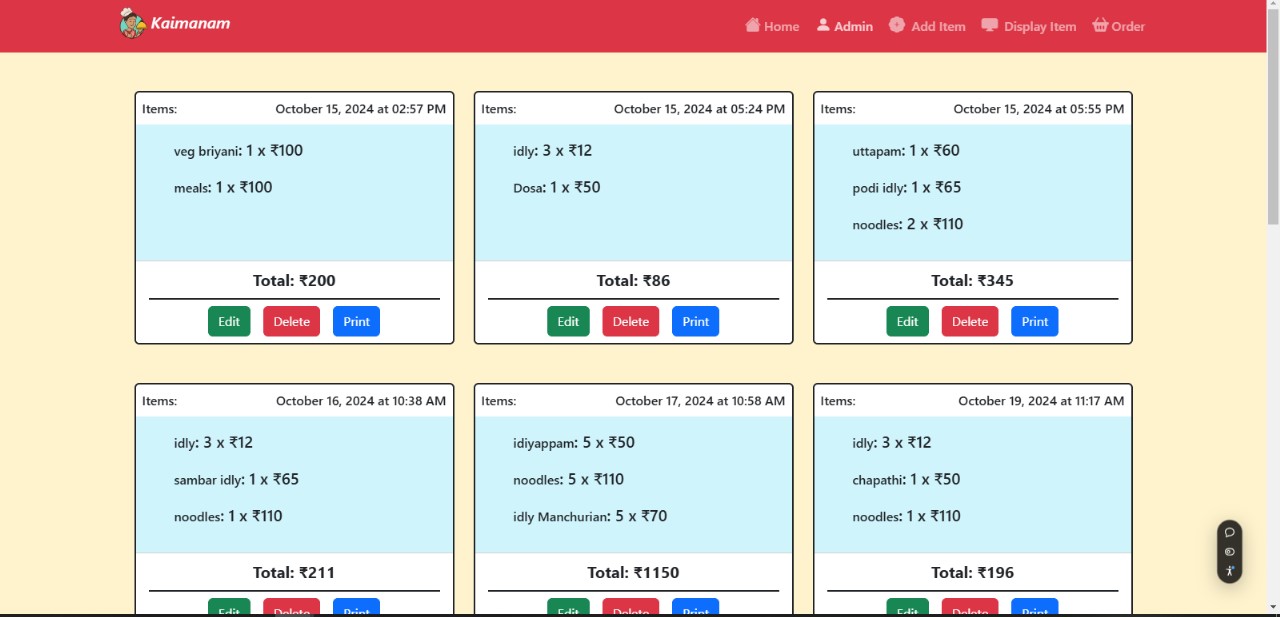 Kaimanam
Home Admin Add Item Display Item Order
Items: October 15, 2024 at 02:57 PM
veg briyani: 1 x ₹100
meals: 1 x ₹100
Total: ₹200
Edit Delete Print
Items: October 15, 2024 at 05:24 PM
idly: 3 x ₹12
Dosa: 1 x ₹50
Total: ₹86
Edit Delete Print
Items: October 15, 2024 at 05:55 PM
uttapam: 1 x ₹60
podi idly: 1 x ₹65
noodles: 2 x ₹110
Total: ₹345
Edit Delete Print
Items: October 16, 2024 at 10:38 AM
idly: 3 x ₹12
sambar idly: 1 x ₹65
noodles: 1 x ₹110
Total: ₹211
Edit Delete Print
Items: October 17, 2024 at 10:58 AM
idiyappam: 5 x ₹50
noodles: 5 x ₹110
idly Manchurian: 5 x ₹70
Total: ₹1150
Edit Delete Print
Items: October 19, 2024 at 11:17 AM
idly: 3 x ₹12
chapathi: 1 x ₹50
noodles: 1 x ₹110
Total: ₹196
Edit Delete Print